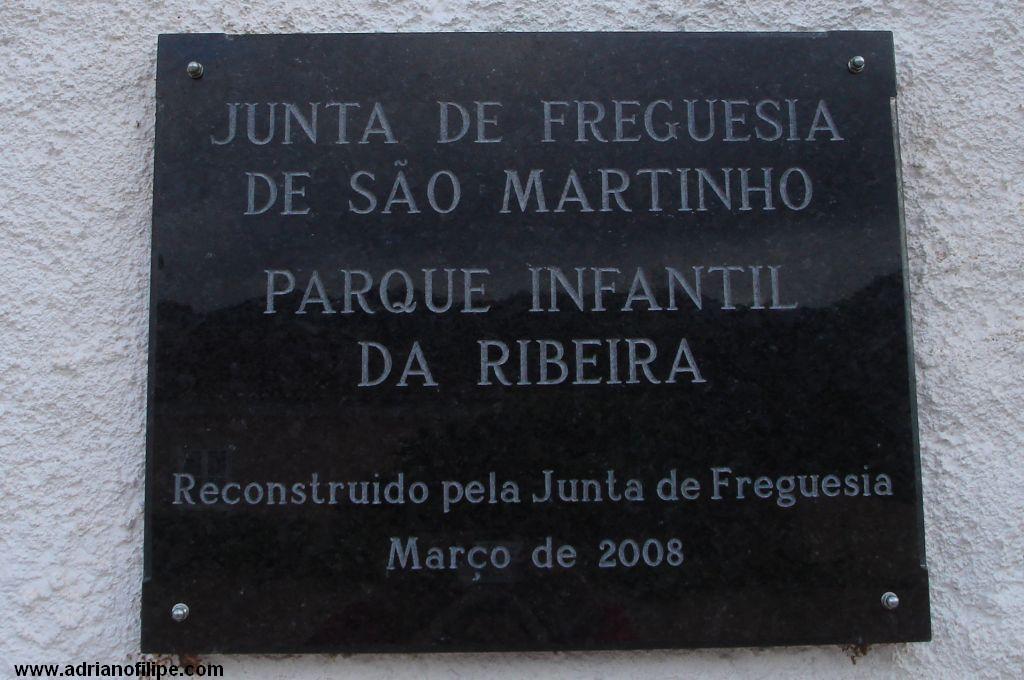 JUNTA DE FREGUESIA
DE SÃO MARTINHO
PARQUE INFANTIL
DA RIBEIRA
Reconstruido pela Junta de Freguesia
Março de 2008
www.adrianofilipe.com